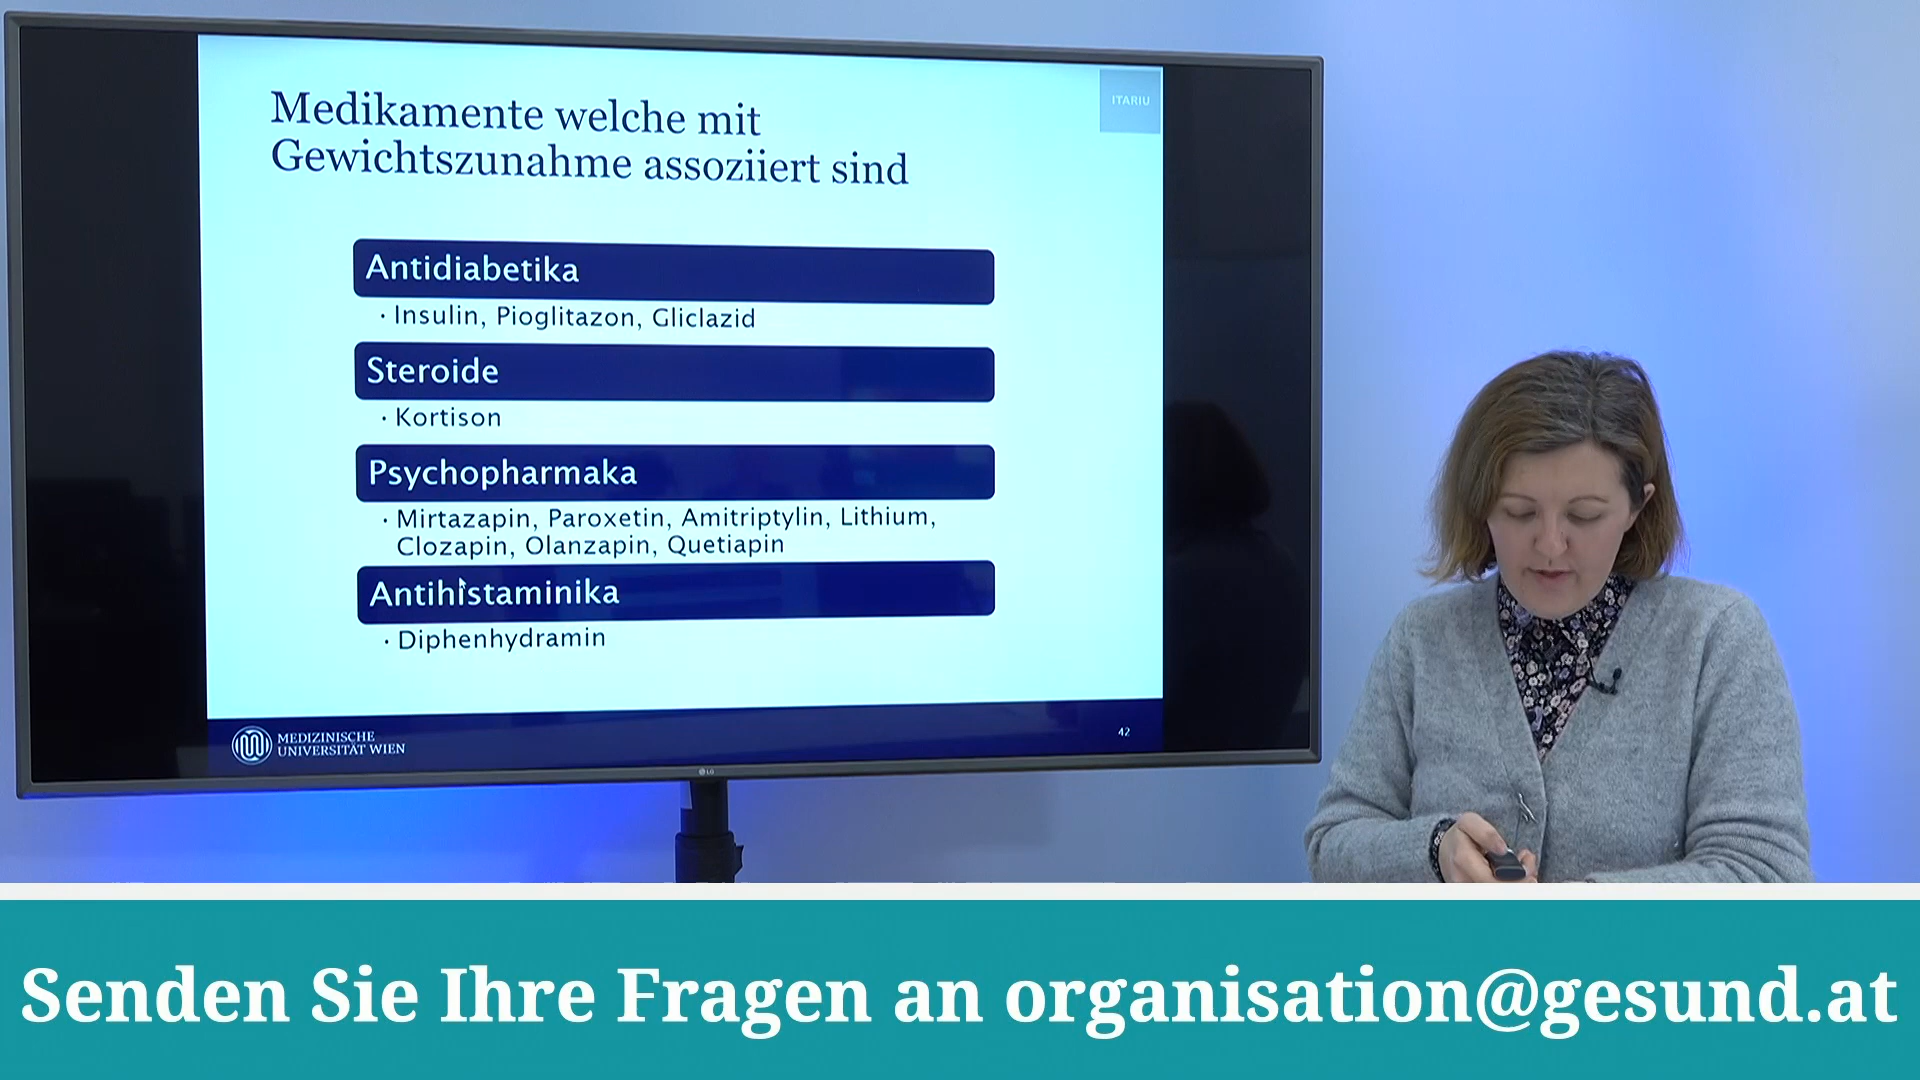 Medikamente welche mit
Gewichtszunahme assoziiert sind
ITARIU
Antidiabetika
· Insulin, Pioglitazon, Gliclazid
Steroide
· Kortison
Psychopharmaka
· Mirtazapin, Paroxetin, Amitriptylin, Lithium,
Clozapin, Olanzapin, Quetiapin
Antihistaminika
· Diphenhydramin
MEDIZINISCHE
UNIVERSITÄT WIEN
42
LG
Senden Sie Ihre Fragen an organisation@gesund.at